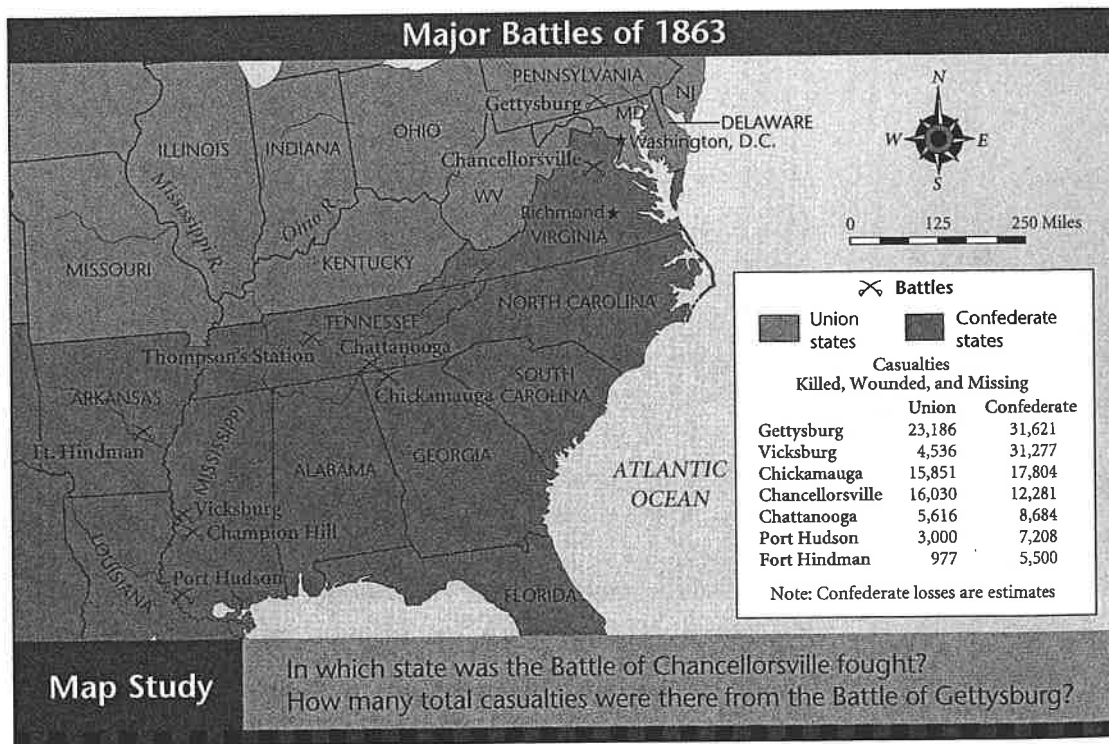 Major Battles of 1863
PENNSYLVANIA
Gettysburg
NJ
MD
DELAWARE
OHIO
Washington, D.C.
ILLINOIS
INDIANA
Chancellorsville
WV
Mississippi R.
Ohio R.
Richmond
VIRGINIA
MISSOURI
KENTUCKY
NORTH CAROLINA
TENNESSEE
Thompson's Station
Chattanooga
SOUTH
CAROLINA
ARKANSAS
Chickamauga
Ft. Hindman
MISSISSIPPI
ALABAMA
GEORGIA
ATLANTIC
OCEAN
Vicksburg
Champion Hill
LOUISIANA
Port Hudson
FLORIDA
N
W E
S
0 125 250 Miles
Battles
Union
states
Confederate
states
Casualties
Killed, Wounded, and Missing
Union Confederate
Gettysburg 23,186 31,621
Vicksburg 4,536 31,277
Chickamauga 15,851 17,804
Chancellorsville 16,030 12,281
Chattanooga 5,616 8,684
Port Hudson 3,000 7,208
Fort Hindman 977 5,500
Note: Confederate losses are estimates
Map Study
In which state was the Battle of Chancellorsville fought?
How many total casualties were there from the Battle of Gettysburg?